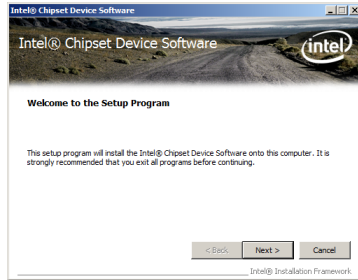 Intel® Chipset Device Software
Intel® Chipset Device Software
intel
Welcome to the Setup Program
This setup program will install the Intel® Chipset Device Software onto this computer. It is
strongly recommended that you exit all programs before continuing.
< Back
Next >
Cancel
Intel® Installation Framework